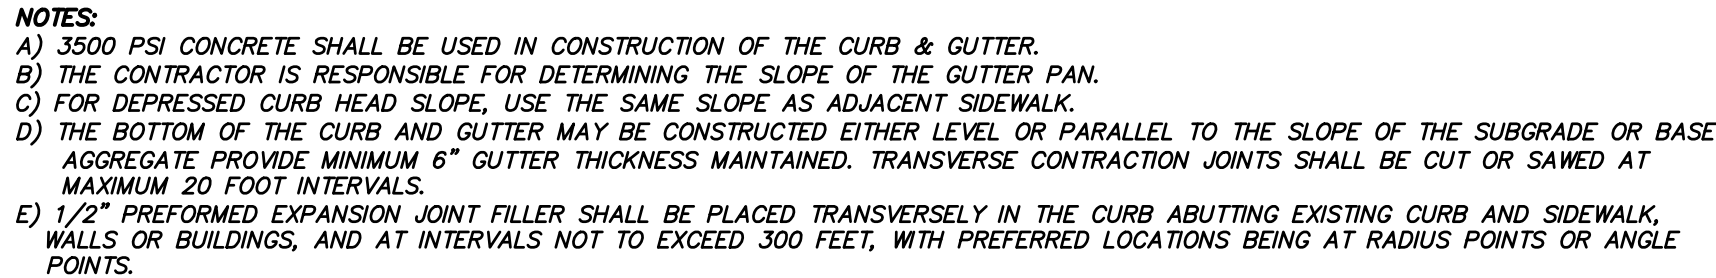 NOTES:
A) 3500 PSI CONCRETE SHALL BE USED IN CONSTRUCTION OF THE CURB & GUTTER.
B) THE CONTRACTOR IS RESPONSIBLE FOR DETERMINING THE SLOPE OF THE GUTTER PAN.
C) FOR DEPRESSED CURB HEAD SLOPE, USE THE SAME SLOPE AS ADJACENT SIDEWALK.
D) THE BOTTOM OF THE CURB AND GUTTER MAY BE CONSTRUCTED EITHER LEVEL OR PARALLEL TO THE SLOPE OF THE SUBGRADE OR BASE
AGGREGATE PROVIDE MINIMUM 6" GUTTER THICKNESS MAINTAINED. TRANSVERSE CONTRACTION JOINTS SHALL BE CUT OR SAWED AT
MAXIMUM 20 FOOT INTERVALS.
E) 1/2" PREFORMED EXPANSION JOINT FILLER SHALL BE PLACED TRANSVERSELY IN THE CURB ABUTTING EXISTING CURB AND SIDEWALK,
WALLS OR BUILDINGS, AND AT INTERVALS NOT TO EXCEED 300 FEET, WITH PREFERRED LOCATIONS BEING AT RADIUS POINTS OR ANGLE
POINTS.